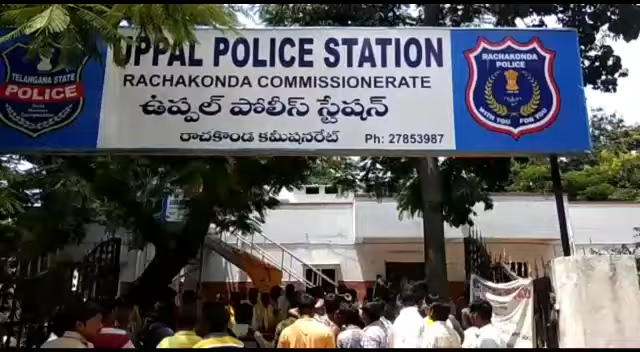 UPPAL POLICE STATION
RACHAKONDA COMMISSIONERATE
ఉప్పల్ పోలీస్ స్టేషన్
రాచకొండ కమీషనరేట్
Ph: 27853987
TELANGANA STATE
POLICE
RACHAKONDA
POLICE
WITH YOU FOR YOU